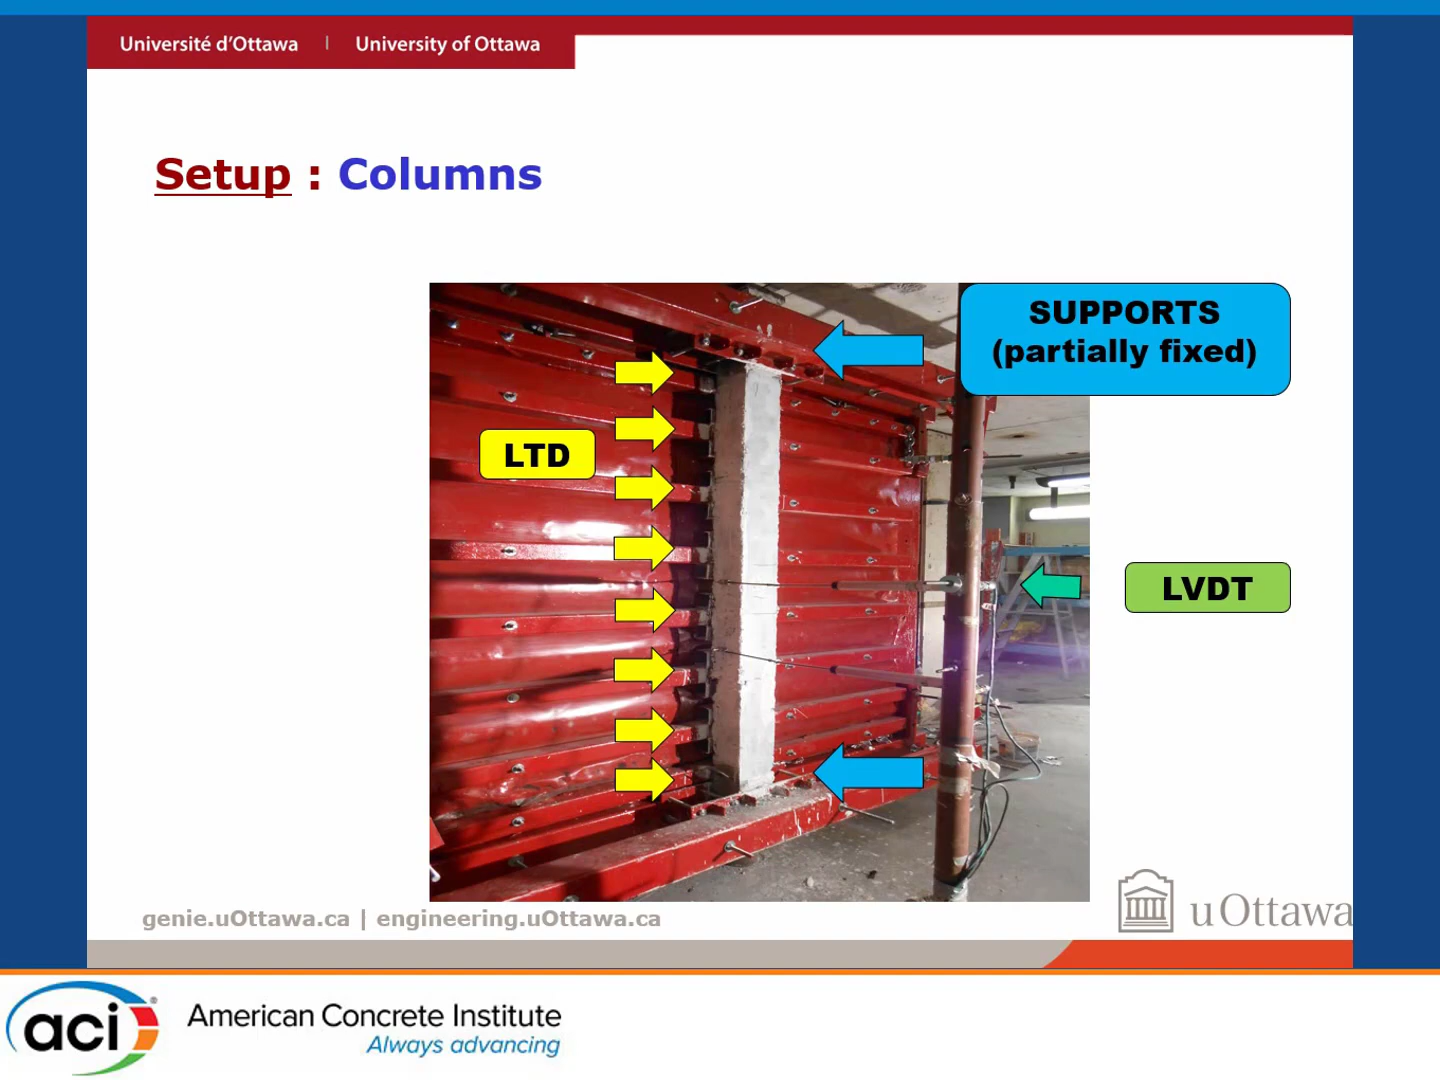 Université d'Ottawa | University of Ottawa
Setup : Columns
SUPPORTS
(partially fixed)
LTD
LVDT
genie.uOttawa.ca | engineering.uOttawa.ca
uOttawa
aci®
American Concrete Institute
Always advancing